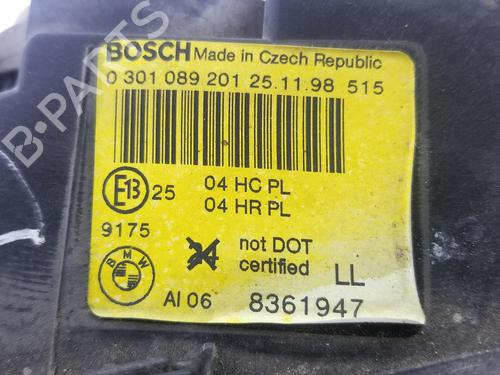 BOSCH Made in Czech Republic
0 301 089 201 25.11.98 515
E13 25 04 HC PL
04 HR PL
9175
24 not DOT
certified LL
BMW
AI 06 8361947
B-PARTS